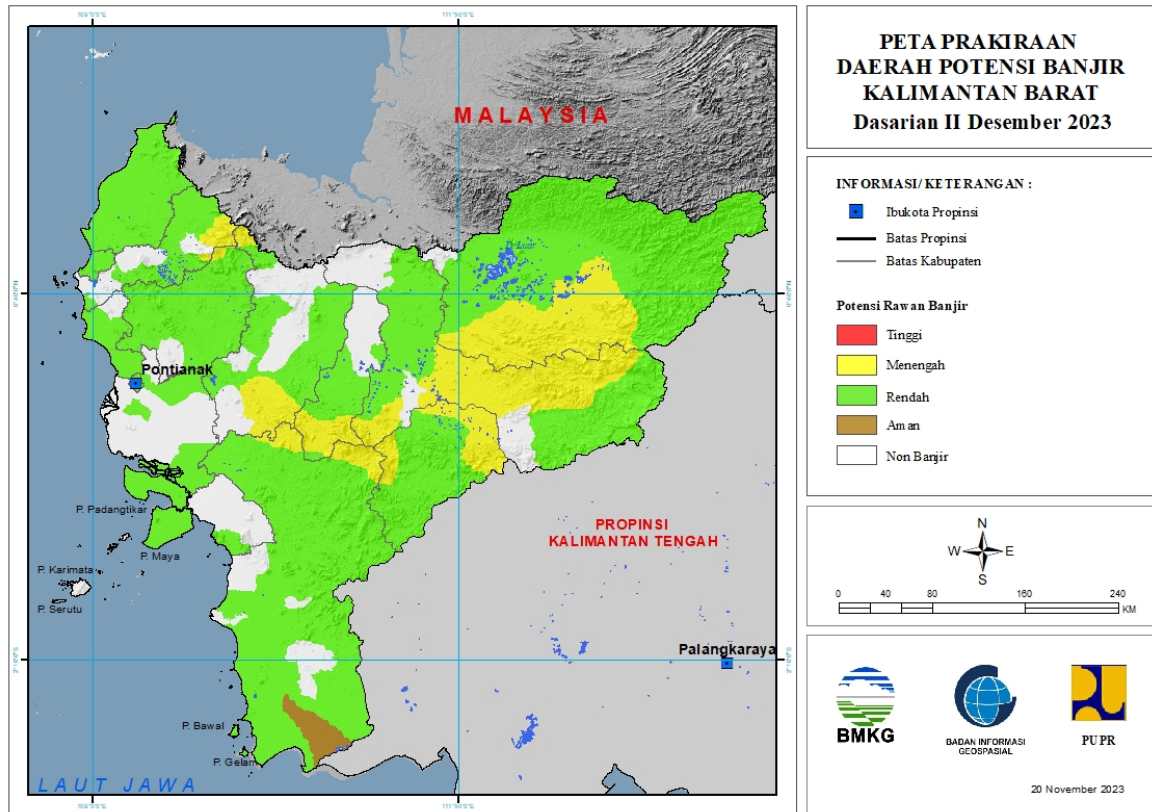 PETA PRAKIRAAN
DAERAH POTENSI BANJIR
KALIMANTAN BARAT
Dasarian II Desember 2023
INFORMASI/ KETERANGAN :
Ibukota Propinsi
Batas Propinsi
Batas Kabupaten
Potensi Rawan Banjir
Tinggi
Menengah
Rendah
Aman
Non Banjir
N
W E
S
0 40 80 160 240
KM
BMKG
BADAN INFORMASI
GEOSPASIAL
PUPR
20 November 2023
MALAYSIA
Pontianak
P. Padangtikar
P. Maya
P. Karimata
P. Serutu
PROPINSI
KALIMANTAN TENGAH
Palangkaraya
P. Bawal
P. Gelam
LAUT JAWA